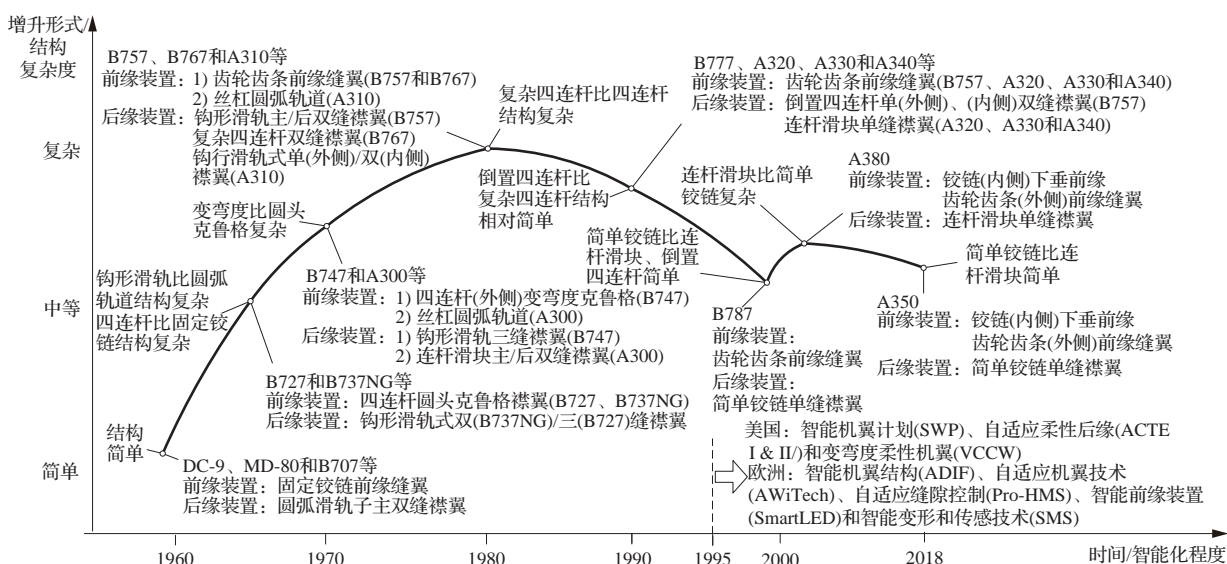 增升形式/
结构
复杂度
复杂
中等
简单
B757、B767和A310等
前缘装置：1) 齿轮齿条前缘缝翼(B757和B767)
2) 丝杠圆弧轨道(A310)
后缘装置：钩形滑轨主/后双缝襟翼(B757)
复杂四连杆双缝襟翼(B767)
钩行滑轨式单(外侧)/双(内侧)
襟翼(A310)
复杂四连杆比四连杆
结构复杂
B777、A320、A330和A340等
前缘装置：齿轮齿条前缘缝翼(B757、A320、A330和A340)
后缘装置：倒置四连杆单(外侧)、(内侧)双缝襟翼(B757)
连杆滑块单缝襟翼(A320、A330和A340)
变弯度比圆头
克鲁格复杂
倒置四连杆比
复杂四连杆结构
相对简单
连杆滑块比简单
铰链复杂
A380
前缘装置：铰链(内侧)下垂前缘
齿轮齿条(外侧)前缘缝翼
后缘装置：连杆滑块单缝襟翼
钩形滑轨比圆弧
轨道结构复杂
四连杆比固定铰
链结构复杂
B747和A300等
前缘装置：1) 四连杆(外侧)变弯度克鲁格(B747)
2) 丝杠圆弧轨道(A300)
后缘装置：1) 钩形滑轨三缝襟翼(B747)
2) 连杆滑块主/后双缝襟翼(A300)
简单铰链比连
杆滑块、倒置
四连杆简单
简单铰链比连
杆滑块简单
B787
前缘装置：
齿轮齿条前缘缝翼
后缘装置：
简单铰链单缝襟翼
A350
前缘装置：铰链(内侧)下垂前缘
齿轮齿条(外侧)前缘缝翼
后缘装置：简单铰链单缝襟翼
B727和B737NG等
前缘装置：四连杆圆头克鲁格襟翼(B727、B737NG)
后缘装置：钩形滑轨式双(B737NG)/三(B727)缝襟翼
结构
简单
DC-9、MD-80和B707等
前缘装置：固定铰链前缘缝翼
后缘装置：圆弧滑轨子主双缝襟翼
美国：智能机翼计划(SWP)、自适应柔性后缘(ACTE
I & II/)和变弯度柔性机翼(VCCW)
欧洲：智能机翼结构(ADIF)、自适应机翼技术
(AWiTech)、自适应缝隙控制(Pro-HMS)、智能前缘装置
(SmartLED)和智能变形和传感技术(SMS)
1960
1970
1980
1990
1995
2000
2018
时间/智能化程度